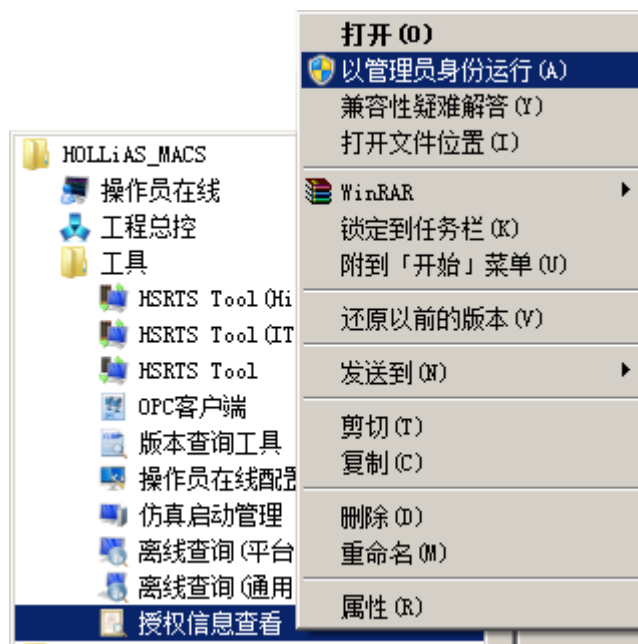 HOLLiAS_MACS
操作员在线
工程总控
工具
HSRTS Tool(Hi
HSRTS Tool(IT
HSRTS Tool
OPC客户端
版本查询工具
操作员在线配
仿真启动管理
离线查询(平台
离线查询(通用
授权信息查看
打开(O)
以管理员身份运行(A)
兼容性疑难解答(Y)
打开文件位置(I)
WinRAR
锁定到任务栏(K)
附到「开始」菜单(U)
还原以前的版本(V)
发送到(N)
剪切(T)
复制(C)
删除(D)
重命名(M)
属性(R)